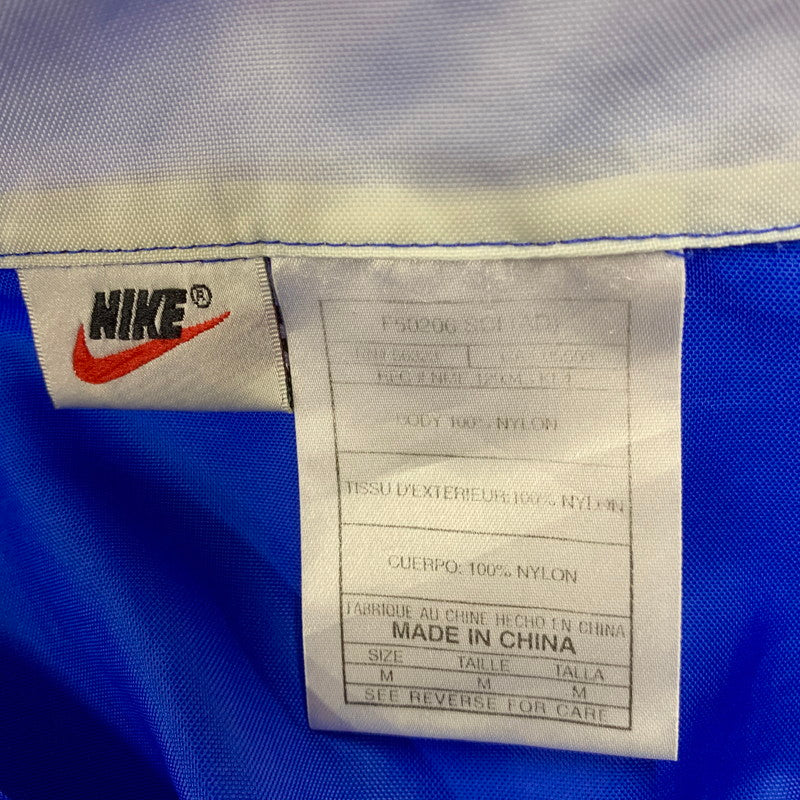 NIKE®
BODY 100% NYLON
TISSU D'EXTERIEUR: 100% NYLON
CUERPO: 100% NYLON
FABRIQUE AU CHINE HECHO EN CHINA
MADE IN CHINA
SIZE TAILLE TALLA
M M M
SEE REVERSE FOR CARE